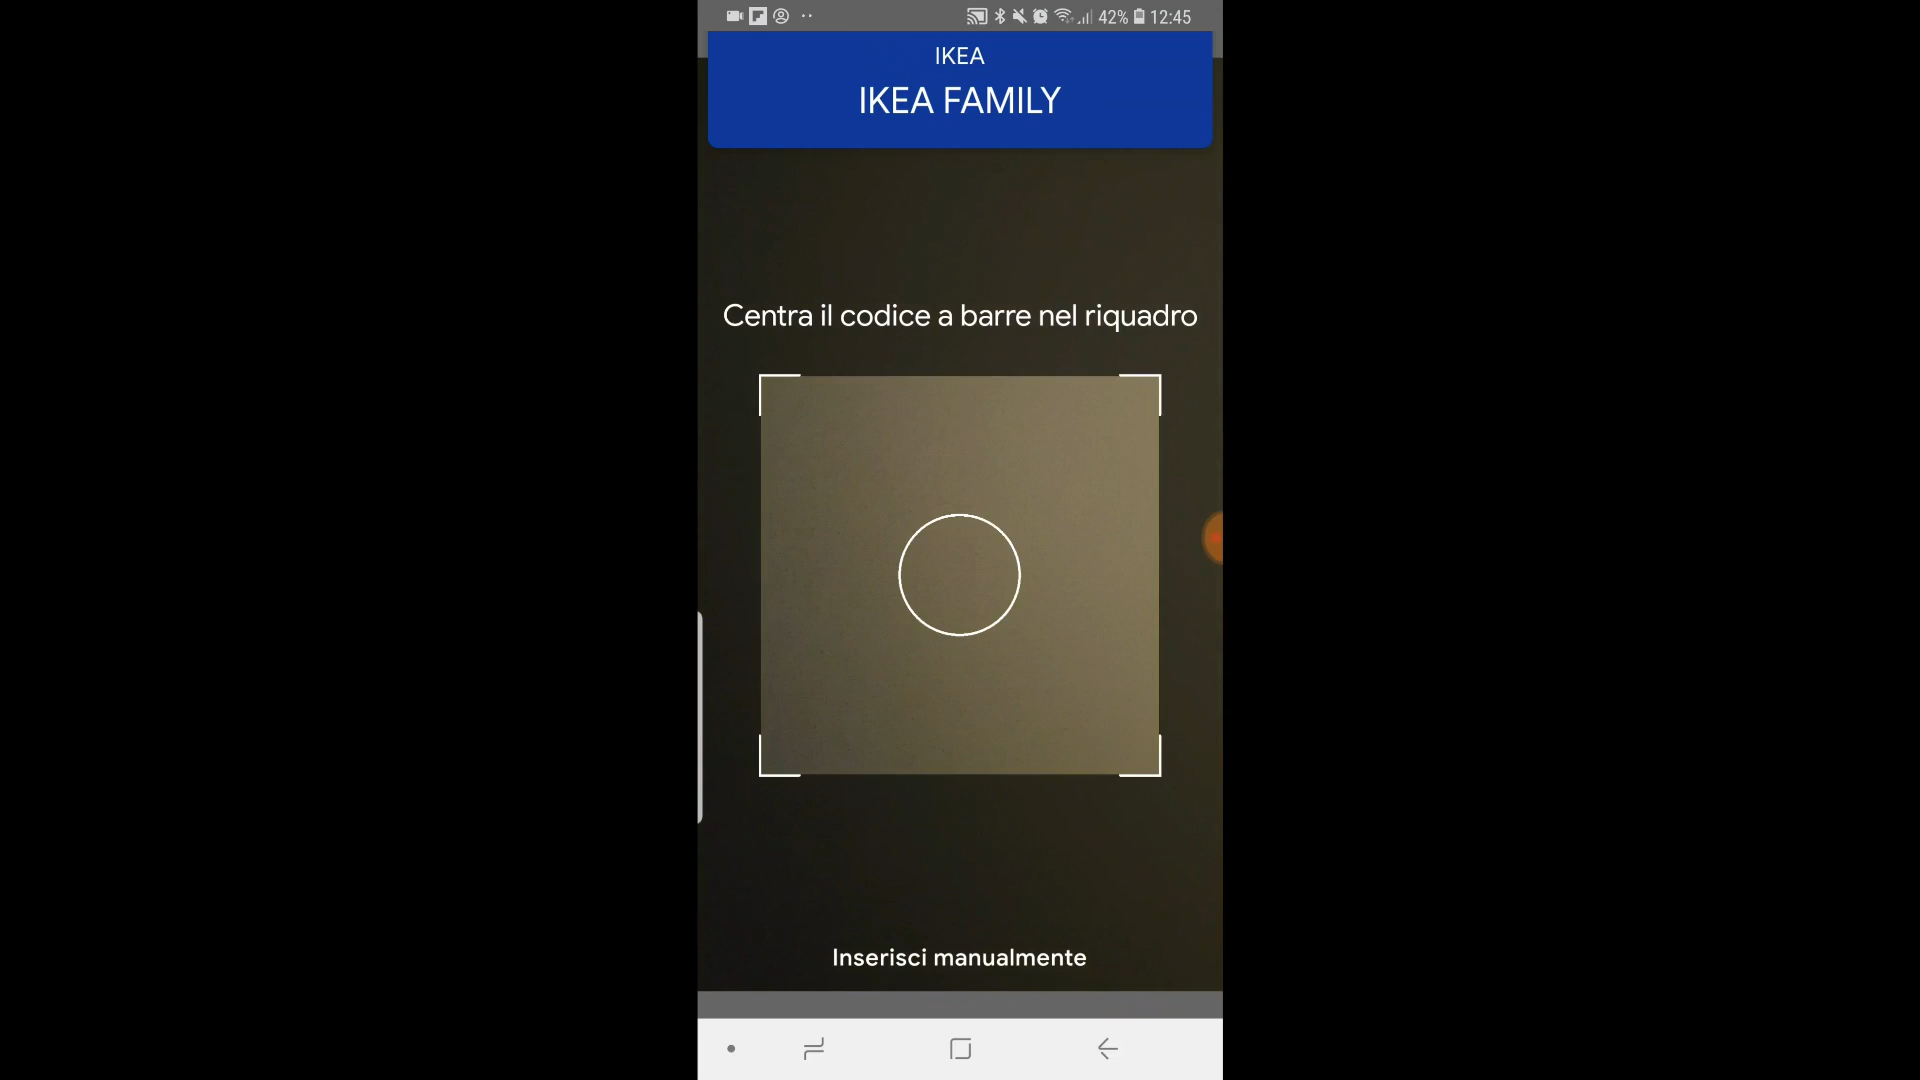 42% 12:45
IKEA
IKEA FAMILY
Centra il codice a barre nel riquadro
Inserisci manualmente